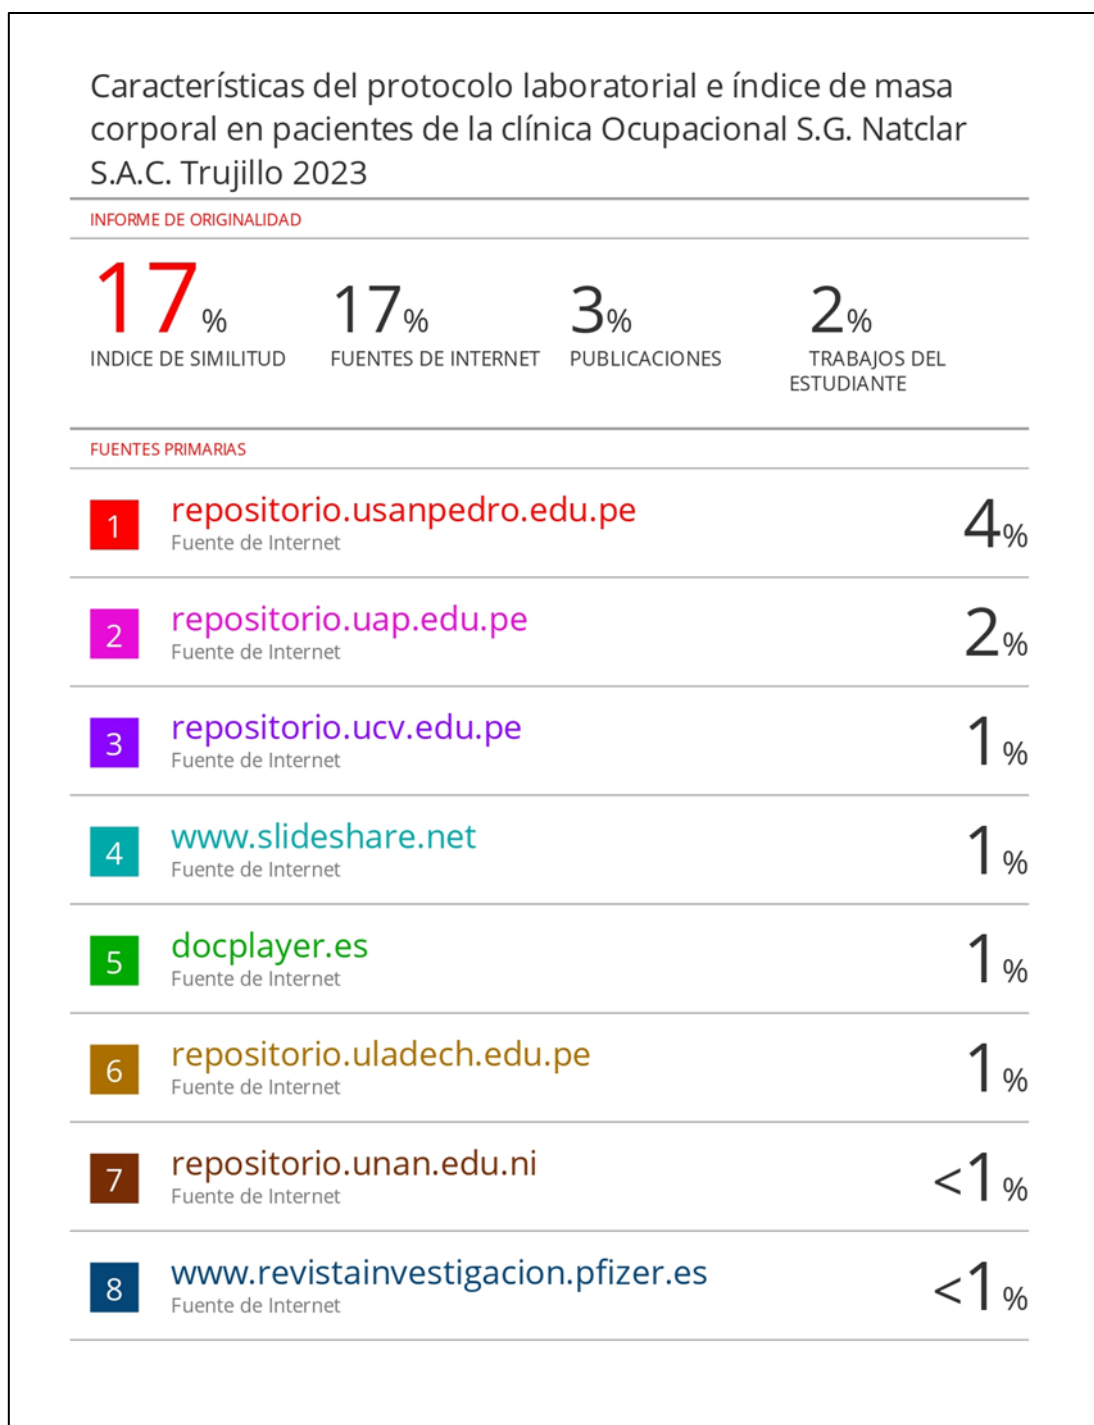 Características del protocolo laboratorial e índice de masa
corporal en pacientes de la clínica Ocupacional S.G. Natclar
S.A.C. Trujillo 2023
INFORME DE ORIGINALIDAD
17% 17% 3% 2%
INDICE DE SIMILITUD FUENTES DE INTERNET PUBLICACIONES TRABAJOS DEL
ESTUDIANTE
FUENTES PRIMARIAS
1 repositorio.usanpedro.edu.pe 4%
Fuente de Internet
2 repositorio.uap.edu.pe 2%
Fuente de Internet
3 repositorio.ucv.edu.pe 1%
Fuente de Internet
4 www.slideshare.net 1%
Fuente de Internet
5 docplayer.es 1%
Fuente de Internet
6 repositorio.uladech.edu.pe 1%
Fuente de Internet
7 repositorio.unan.edu.ni <1%
Fuente de Internet
8 www.revistainvestigacion.pfizer.es <1%
Fuente de Internet